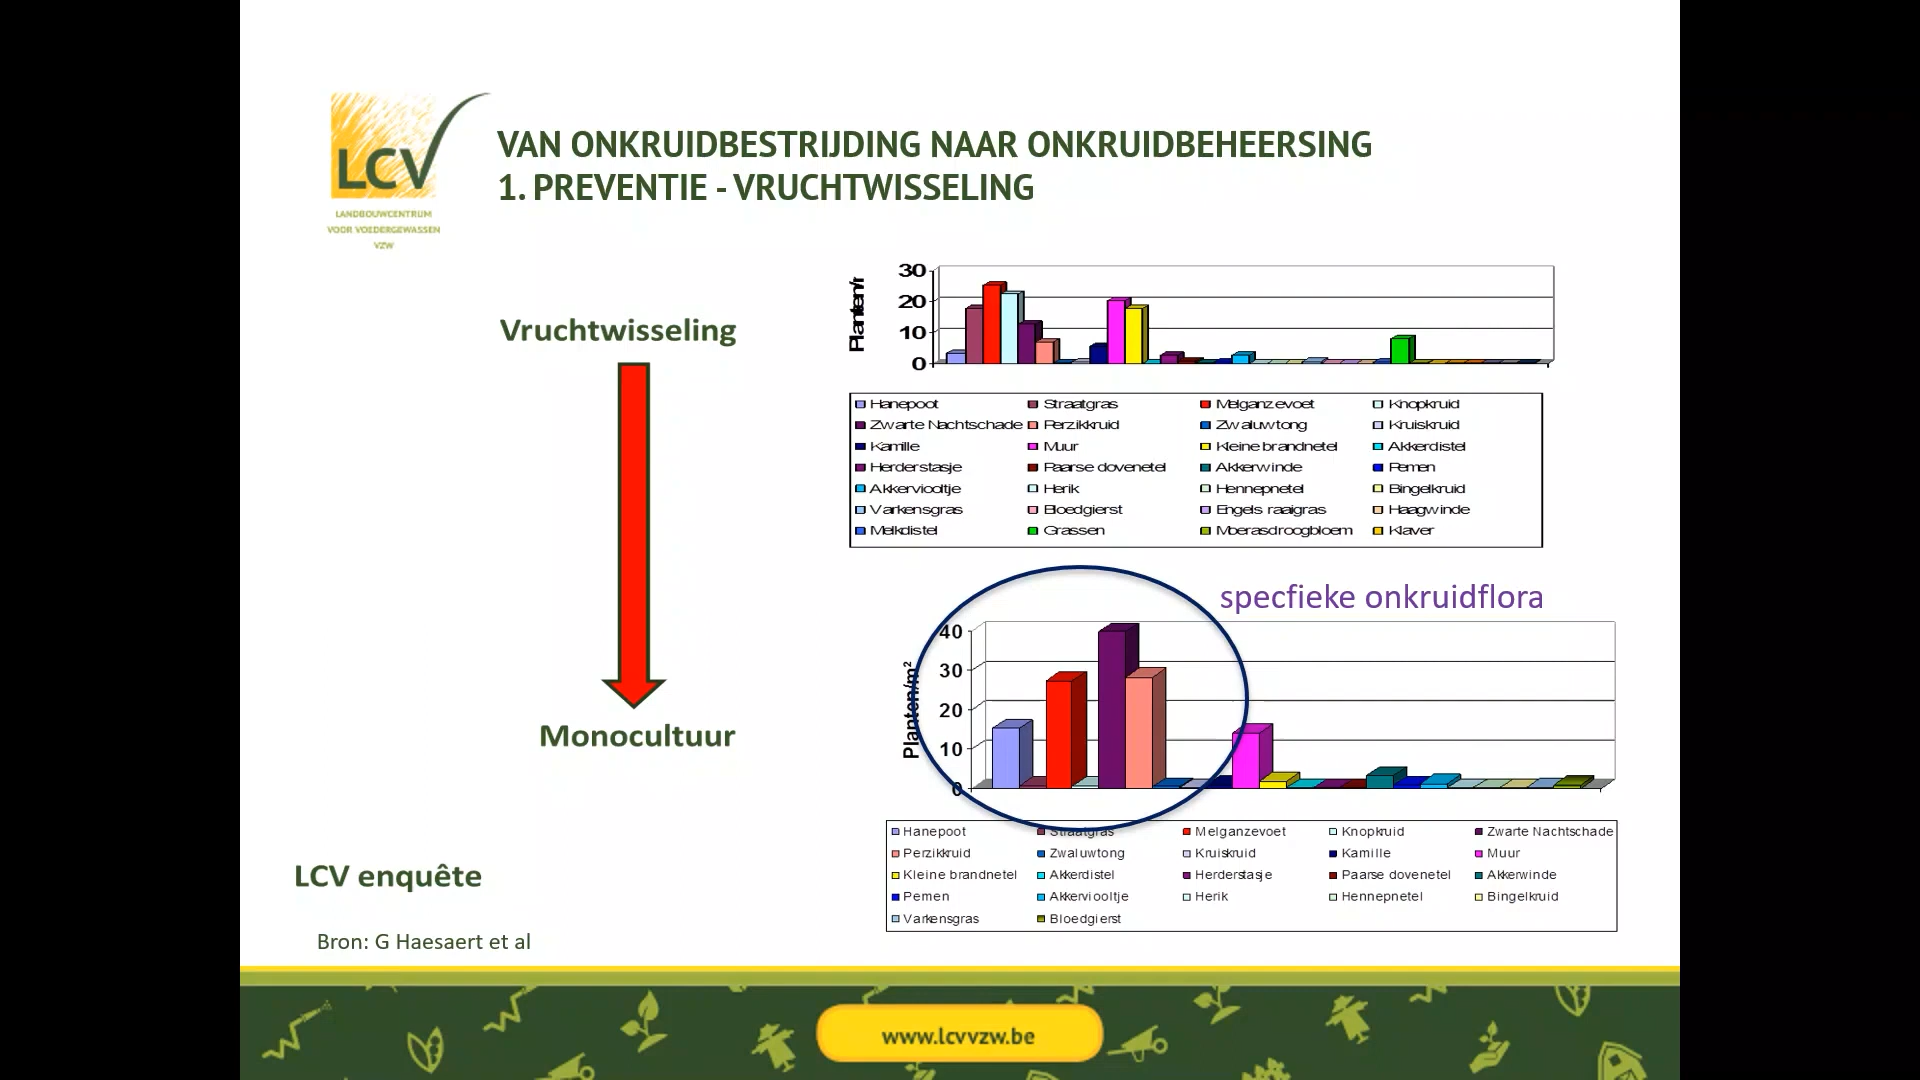 LCV
LANDBOUWCENTRUM
VOOR VOEDERGEWASSEN
VZW
VAN ONKRUIDBESTRIJDING NAAR ONKRUIDBEHEERSING
1. PREVENTIE - VRUCHTWISSELING
Vruchtwisseling
Monocultuur
LCV enquête
Bron: G Haesaert et al
30
20
10
0
Hanepoot Straatgras Melganzevoet Knopkruid
Zwarte Nachtschade Perzikkruid Zwaluwtong Kruiskruid
Kamille Muur Kleine brandnetel Akkerdistel
Herderstasje Paarse dovenetel Akkerwinde Pemen
Akkerviooltje Herik Hennepnetel Bingelkruid
Varkensgras Bloedgierst Engels raaigras Haagwinde
Melkdistel Grassen Moerasdroogbloem Klaver
specfieke onkruidflora
Planten/m²
40
30
20
10
0
Hanepoot Straatgras Melganzevoet Knopkruid Zwarte Nachtschade
Perzikkruid Zwaluwtong Kruiskruid Kamille Muur
Kleine brandnetel Akkerdistel Herderstasje Paarse dovenetel Akkerwinde
Pemen Akkerviooltje Herik Hennepnetel Bingelkruid
Varkensgras Bloedgierst
www.lcvvzw.be